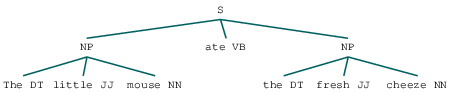 S
NP ate VB NP
The DT little JJ mouse NN the DT fresh JJ cheeze NN